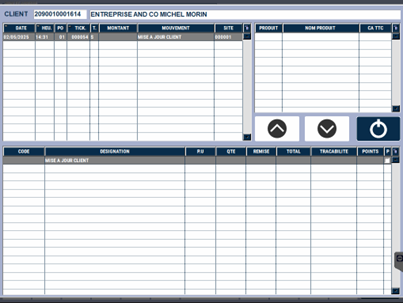 CLIENT 2090010001614 ENTREPRISE AND CO MICHEL MORIN
DATE HEU. PO TICK. T. MONTANT MOUVEMENT SITE
02/09/2025 14:31 01 000054 S MISE A JOUR CLIENT 000001
PRODUIT NOM PRODUIT CA TTC
CODE DESIGNATION P.U QTE REMISE TOTAL TRACABILITE POINTS P
MISE A JOUR CLIENT